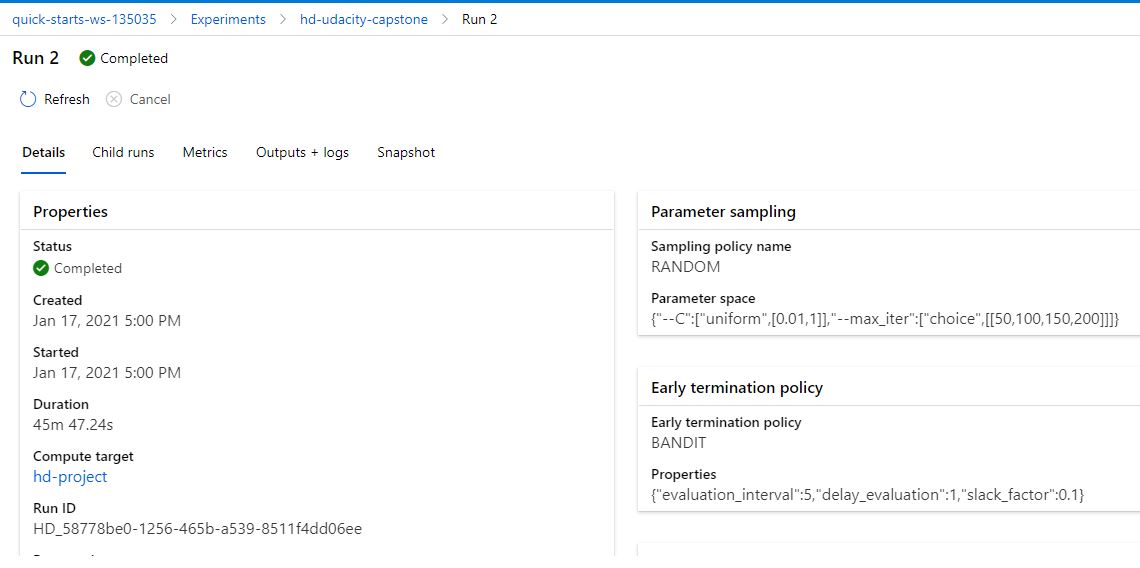 quick-starts-ws-135035 > Experiments > hd-udacity-capstone > Run 2
Run 2 Completed
Refresh Cancel
Details Child runs Metrics Outputs + logs Snapshot
Properties
Status
Completed
Created
Jan 17, 2021 5:00 PM
Started
Jan 17, 2021 5:00 PM
Duration
45m 47.24s
Compute target
hd-project
Run ID
HD_58778be0-1256-465b-a539-8511f4dd06ee
Parameter sampling
Sampling policy name
RANDOM
Parameter space
{"--C":["uniform",[0.01,1]],"--max_iter":["choice",[[50,100,150,200]]]}
Early termination policy
Early termination policy
BANDIT
Properties
{"evaluation_interval":5,"delay_evaluation":1,"slack_factor":0.1}